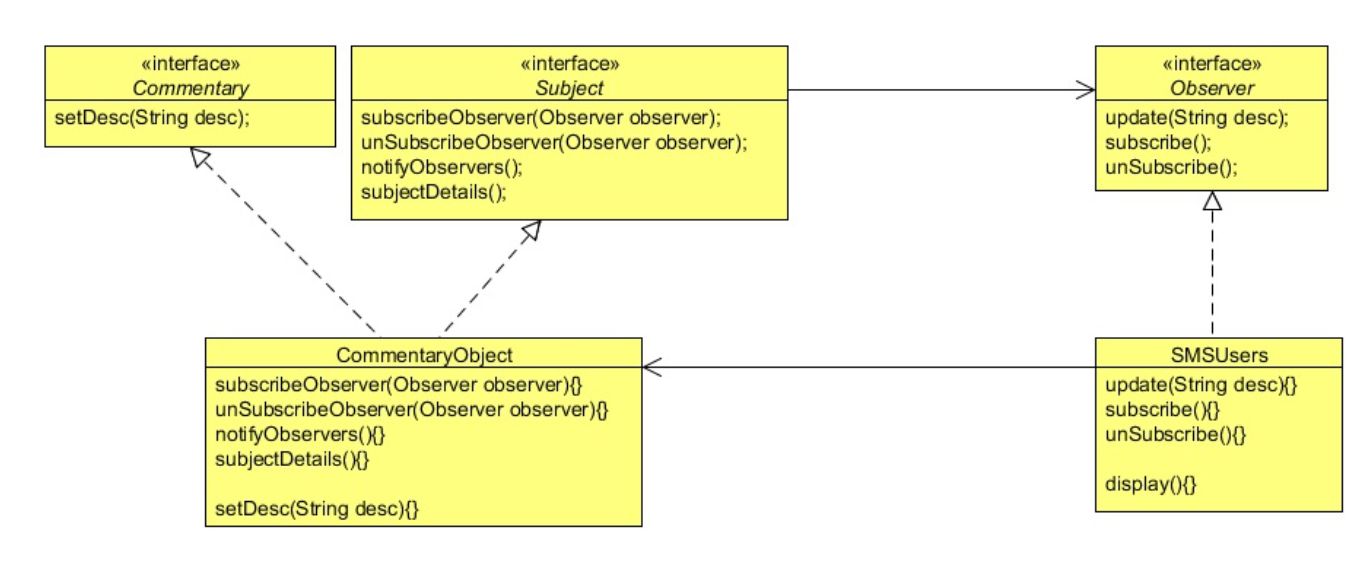 «interface»
Commentary
setDesc(String desc);
«interface»
Subject
subscribeObserver(Observer observer);
unSubscribeObserver(Observer observer);
notifyObservers();
subjectDetails();
«interface»
Observer
update(String desc);
subscribe();
unSubscribe();
CommentaryObject
subscribeObserver(Observer observer){}
unSubscribeObserver(Observer observer){}
notifyObservers(){}
subjectDetails(){}
setDesc(String desc){}
SMSUsers
update(String desc){}
subscribe(){}
unSubscribe(){}
display(){}